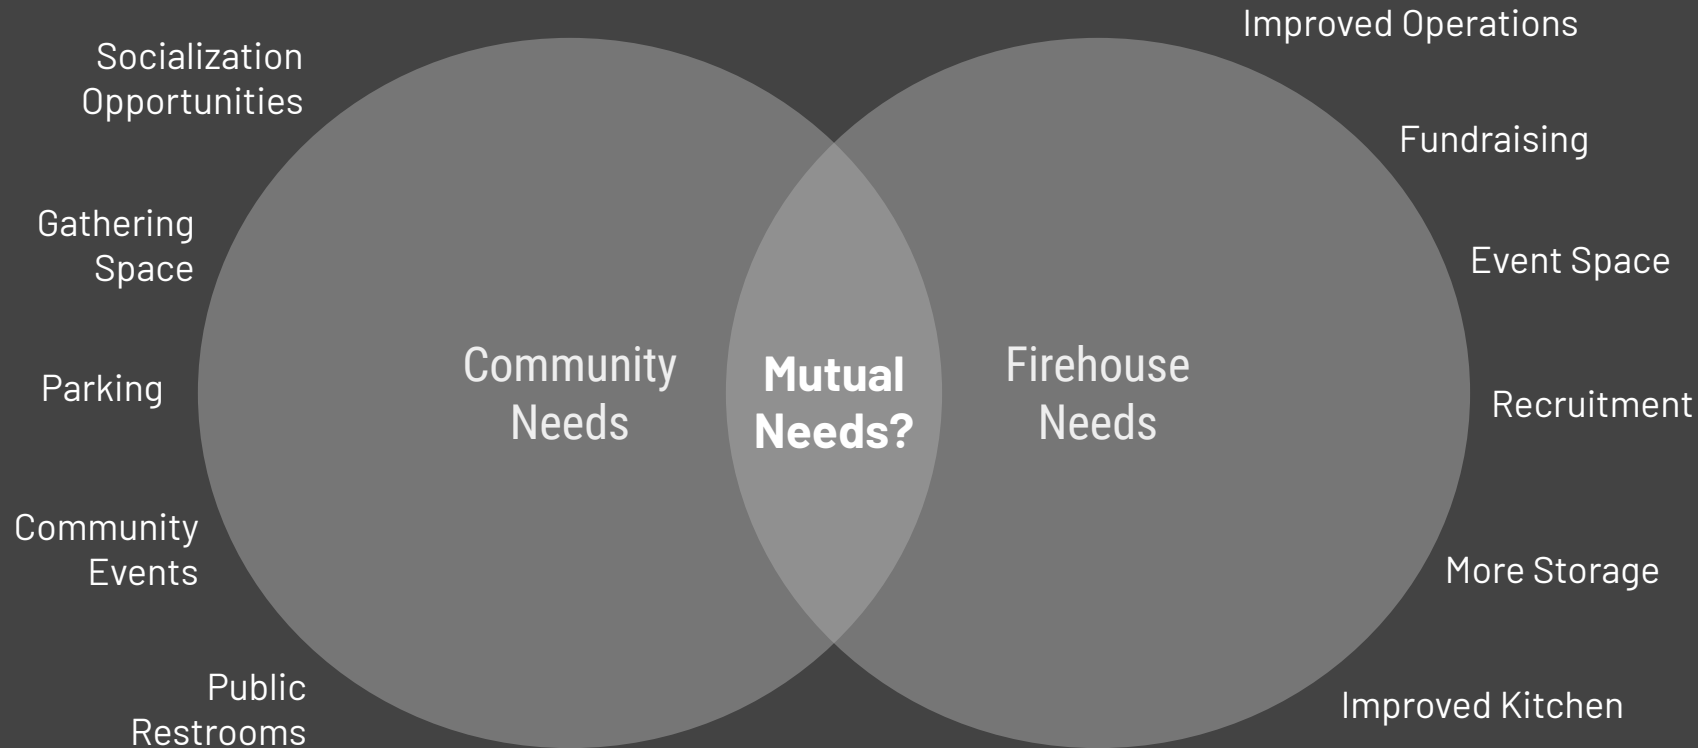 Socialization
Opportunities
Gathering
Space
Parking
Community
Events
Public
Restrooms
Community
Needs
Mutual
Needs?
Firehouse
Needs
Improved Operations
Fundraising
Event Space
Recruitment
More Storage
Improved Kitchen